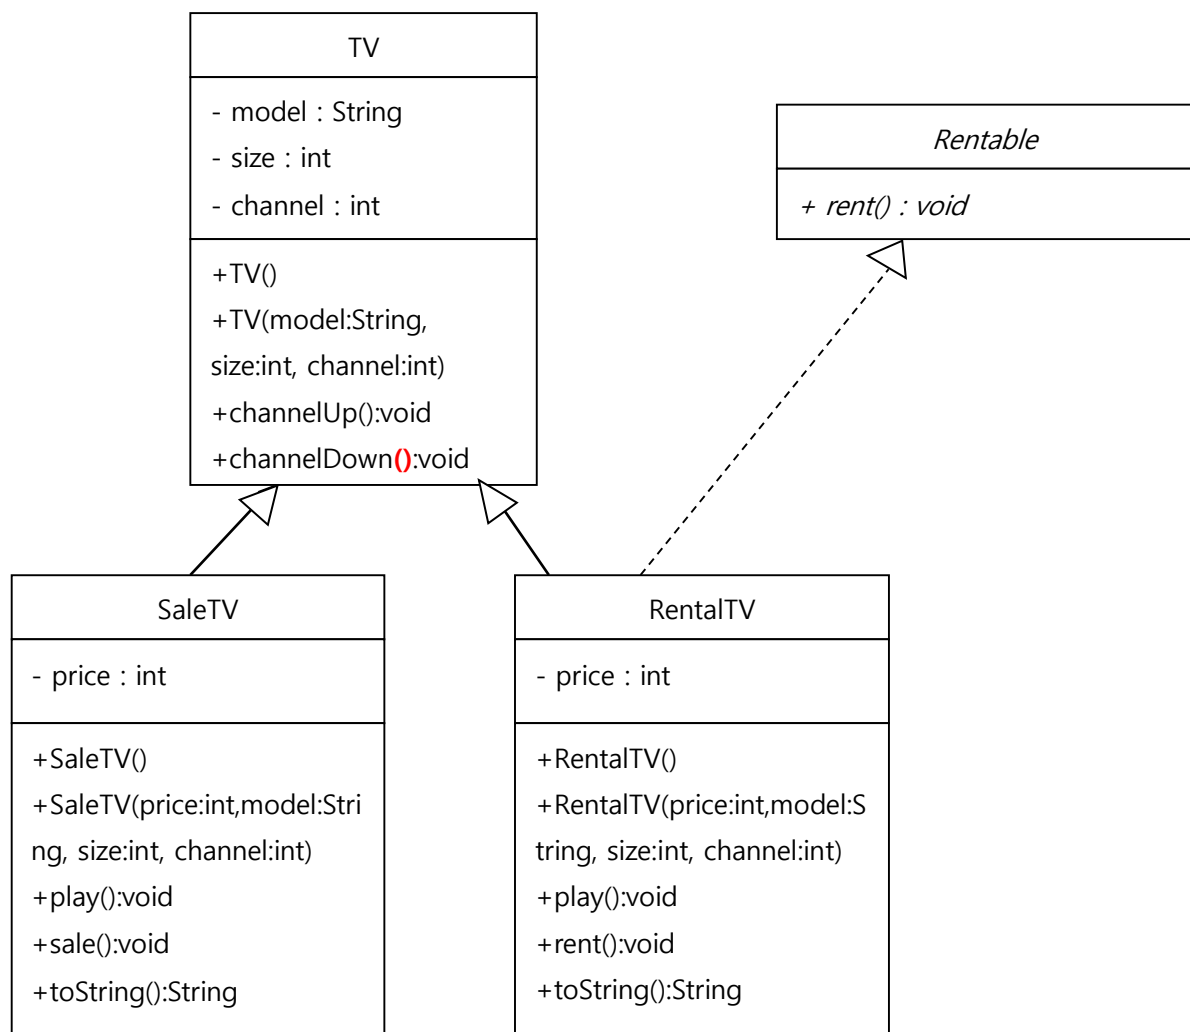 TV
- model : String
- size : int
- channel : int
+TV()
+TV(model:String,
size:int, channel:int)
+channelUp():void
+channelDown():void
Rentable
+ rent() : void
SaleTV
- price : int
+SaleTV()
+SaleTV(price:int,model:Stri
ng, size:int, channel:int)
+play():void
+sale():void
+toString():String
RentalTV
- price : int
+RentalTV()
+RentalTV(price:int,model:S
tring, size:int, channel:int)
+play():void
+rent():void
+toString():String